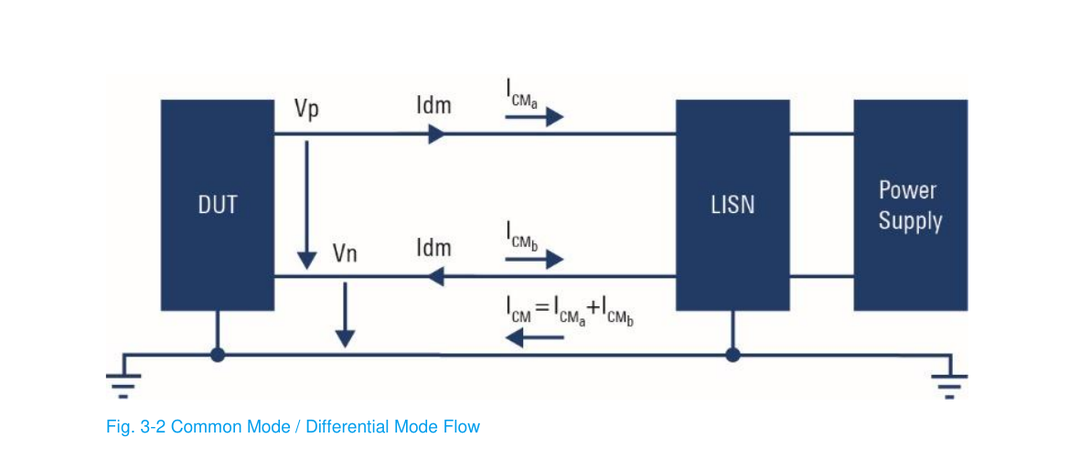 Vp
Idm
ICMa
DUT
LISN
Power
Supply
Vn
Idm
ICMb
ICM=ICMa+ICMb
Fig. 3-2 Common Mode / Differential Mode Flow